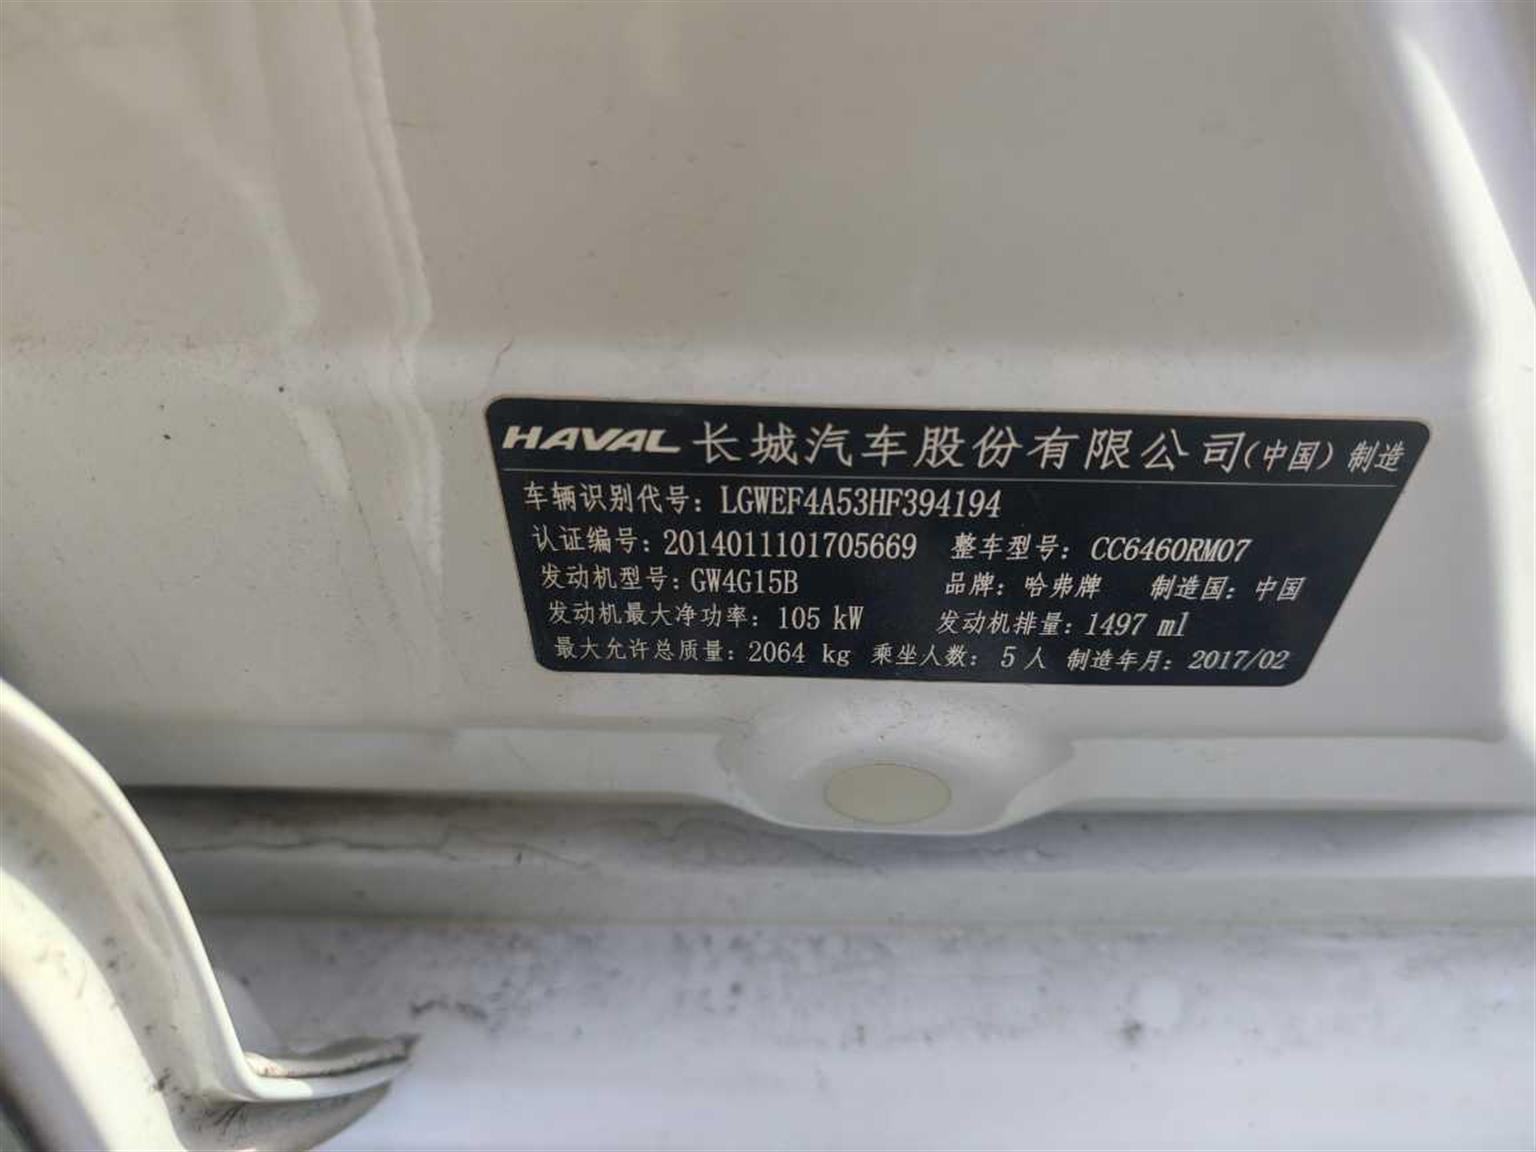 HAVAL 长城汽车股份有限公司(中国)制造
车辆识别代号：LGWEF4A53HF394194
认证编号：2014011101705669 整车型号：CC6460RM07
发动机型号：GW4G15B 品牌：哈弗牌 制造国：中国
发动机最大净功率：105 kW 发动机排量：1497 ml
最大允许总质量：2064 kg 乘坐人数：5人 制造年月：2017/02